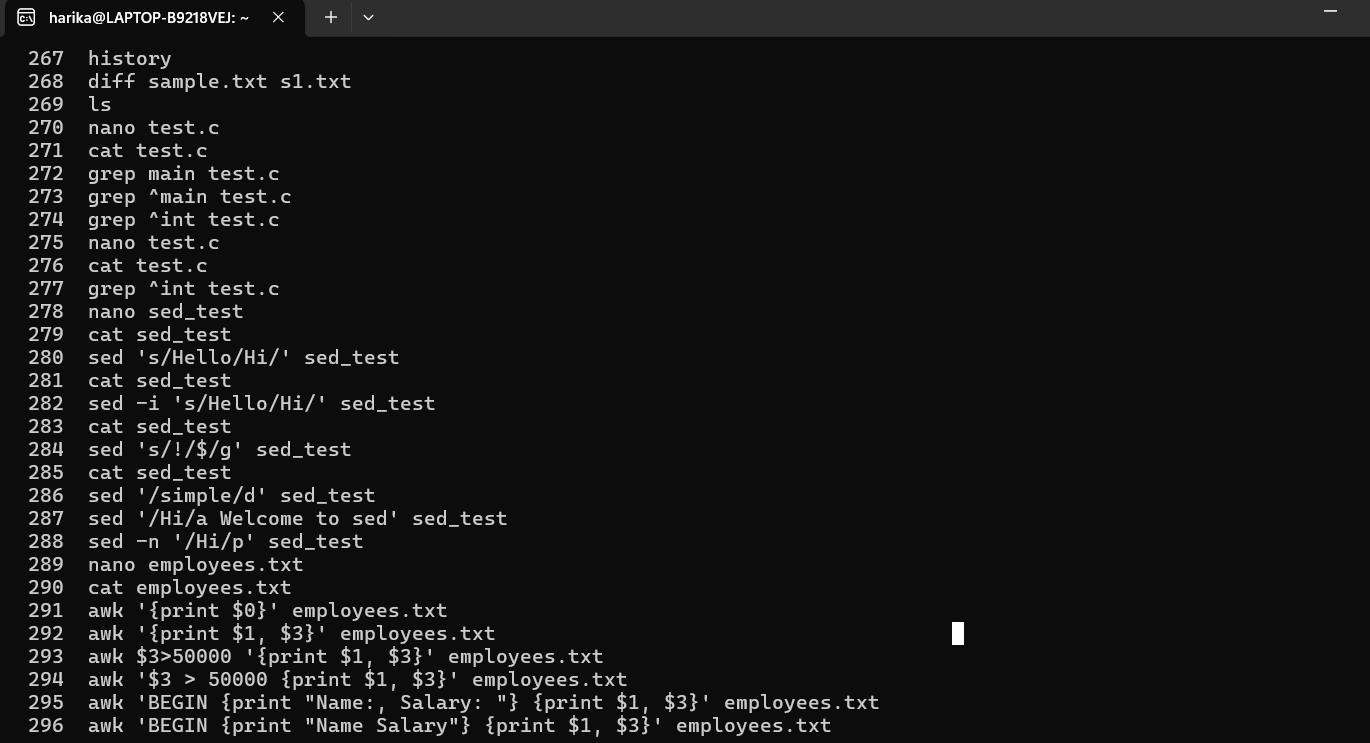 harika@LAPTOP-B9218VEJ: ~
267 history
268 diff sample.txt s1.txt
269 ls
270 nano test.c
271 cat test.c
272 grep main test.c
273 grep ^main test.c
274 grep ^int test.c
275 nano test.c
276 cat test.c
277 grep ^int test.c
278 nano sed_test
279 cat sed_test
280 sed 's/Hello/Hi/' sed_test
281 cat sed_test
282 sed -i 's/Hello/Hi/' sed_test
283 cat sed_test
284 sed 's/!/$/g' sed_test
285 cat sed_test
286 sed '/simple/d' sed_test
287 sed '/Hi/a Welcome to sed' sed_test
288 sed -n '/Hi/p' sed_test
289 nano employees.txt
290 cat employees.txt
291 awk '{print $0}' employees.txt
292 awk '{print $1, $3}' employees.txt
293 awk $3>50000 '{print $1, $3}' employees.txt
294 awk '$3 > 50000 {print $1, $3}' employees.txt
295 awk 'BEGIN {print "Name:, Salary: "} {print $1, $3}' employees.txt
296 awk 'BEGIN {print "Name Salary"} {print $1, $3}' employees.txt